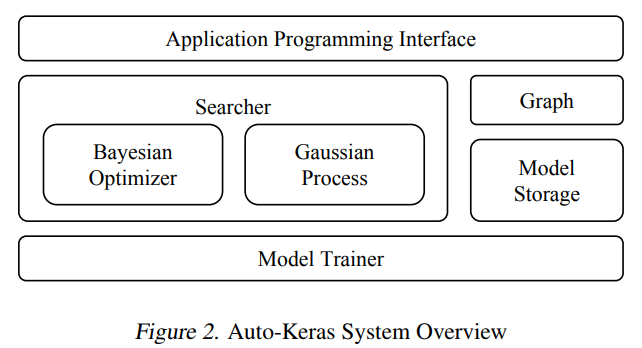 Application Programming Interface
Searcher
Bayesian
Optimizer
Gaussian
Process
Graph
Model
Storage
Model Trainer
Figure 2. Auto-Keras System Overview